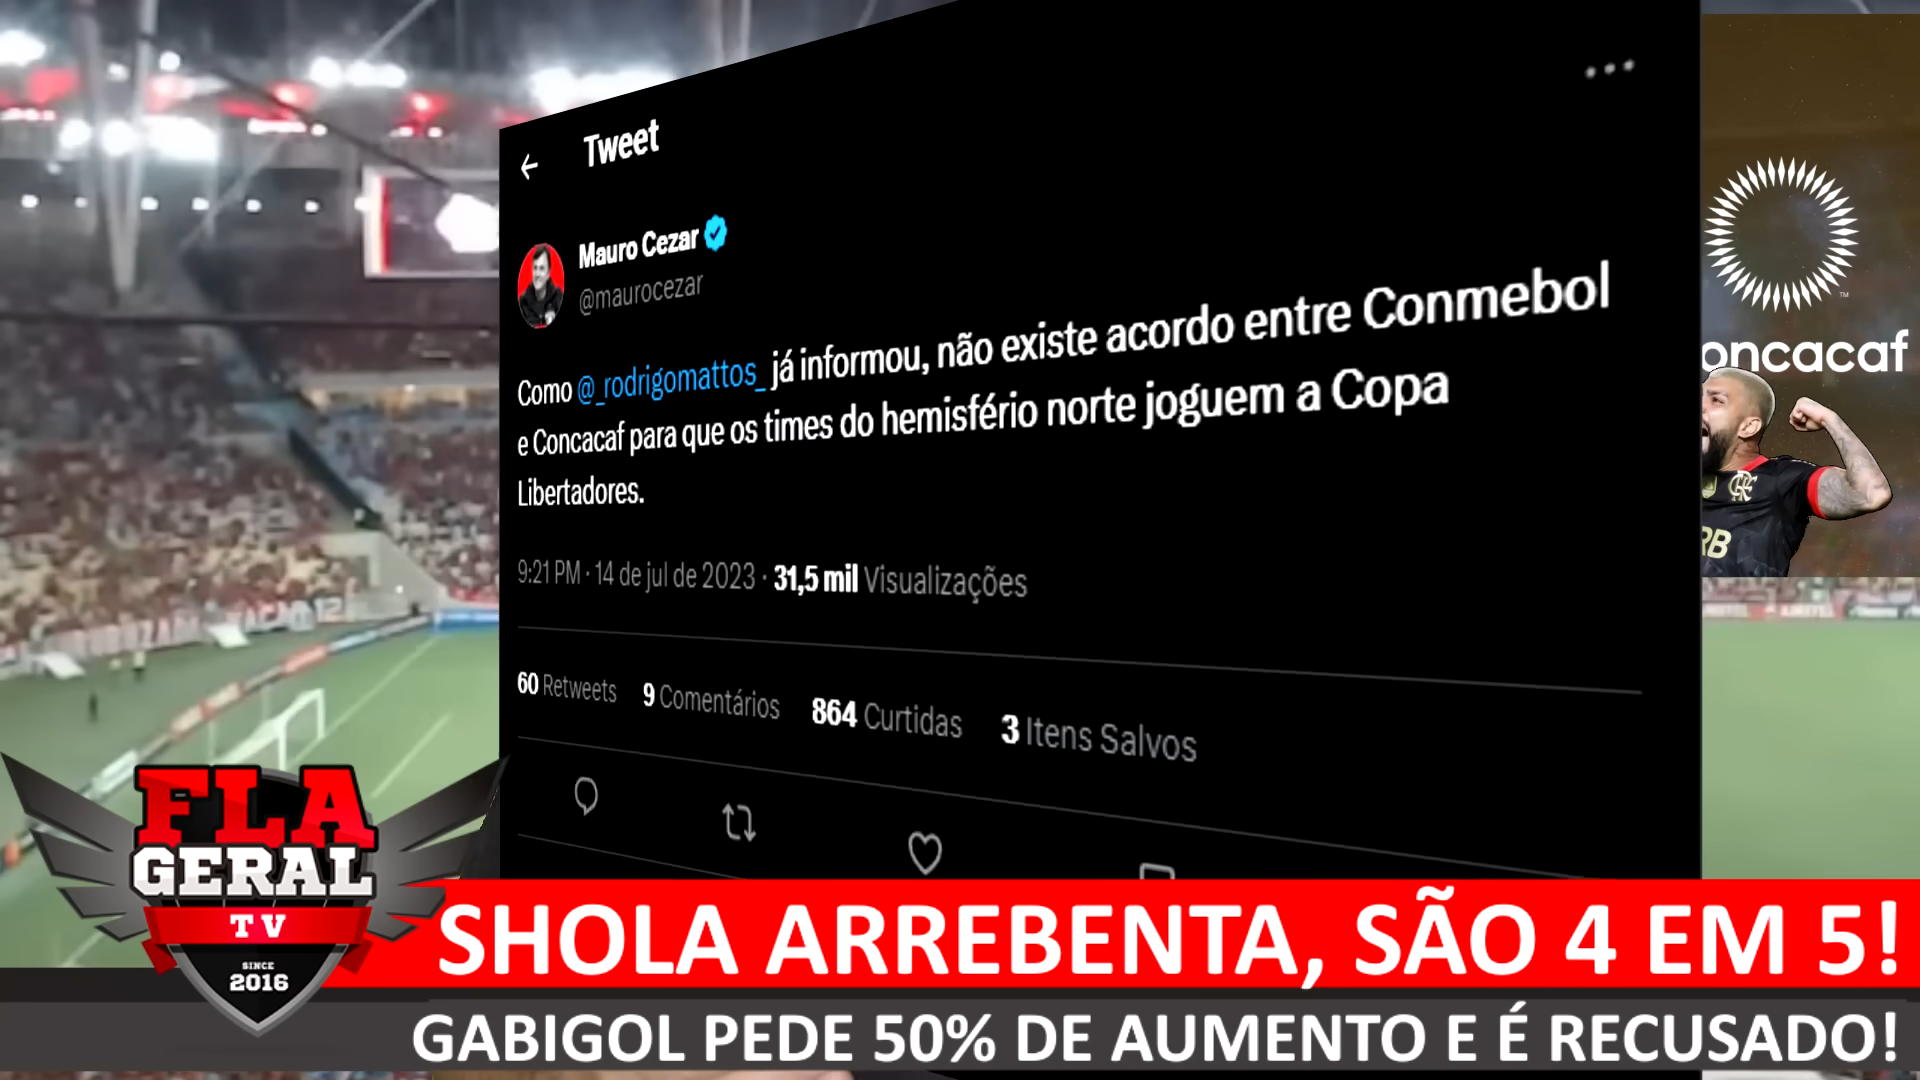 Tweet
Mauro Cezar
@maurocezar
Como @_rodrigomattos_ já informou, não existe acordo entre Conmebol
e Concacaf para que os times do hemisfério norte joguem a Copa
Libertadores.
9:21 PM · 14 de jul de 2023 · 31,5 mil Visualizações
60 Retweets 9 Comentários 864 Curtidas 3 Itens Salvos
TM
oncacaf
RB
FLA
GERAL
TV
SINCE
2016
SHOLA ARREBENTA, SÃO 4 EM 5!
GABIGOL PEDE 50% DE AUMENTO E É RECUSADO!